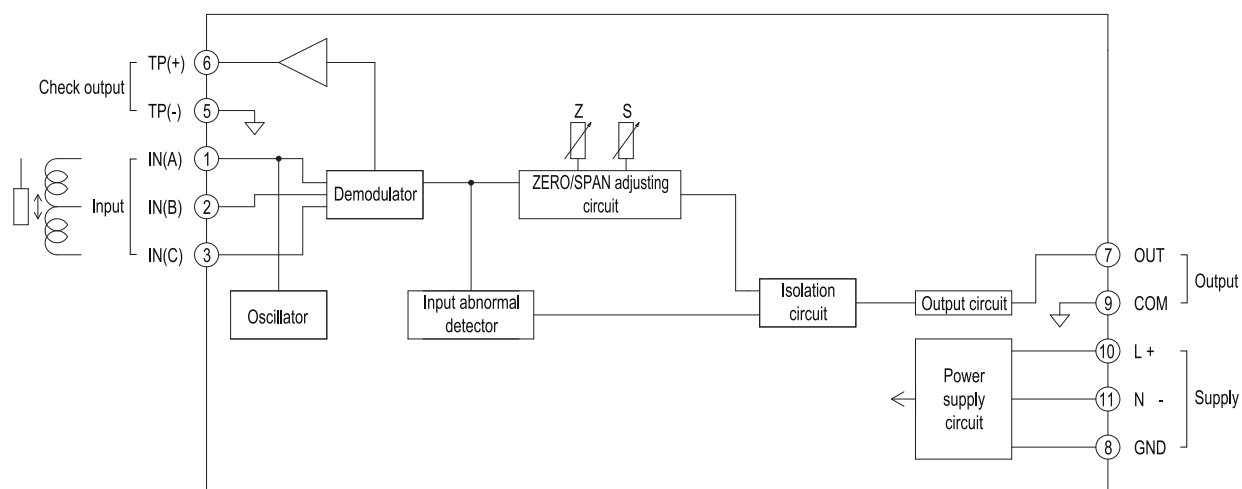 Check output
TP(+) 6
TP(-) 5
Input
IN(A) 1
IN(B) 2
IN(C) 3
Demodulator
Oscillator
Z S
ZERO/SPAN adjusting
circuit
Input abnormal
detector
Isolation
circuit
Output circuit
7 OUT
9 COM
Output
Power
supply
circuit
10 L +
11 N -
8 GND
Supply